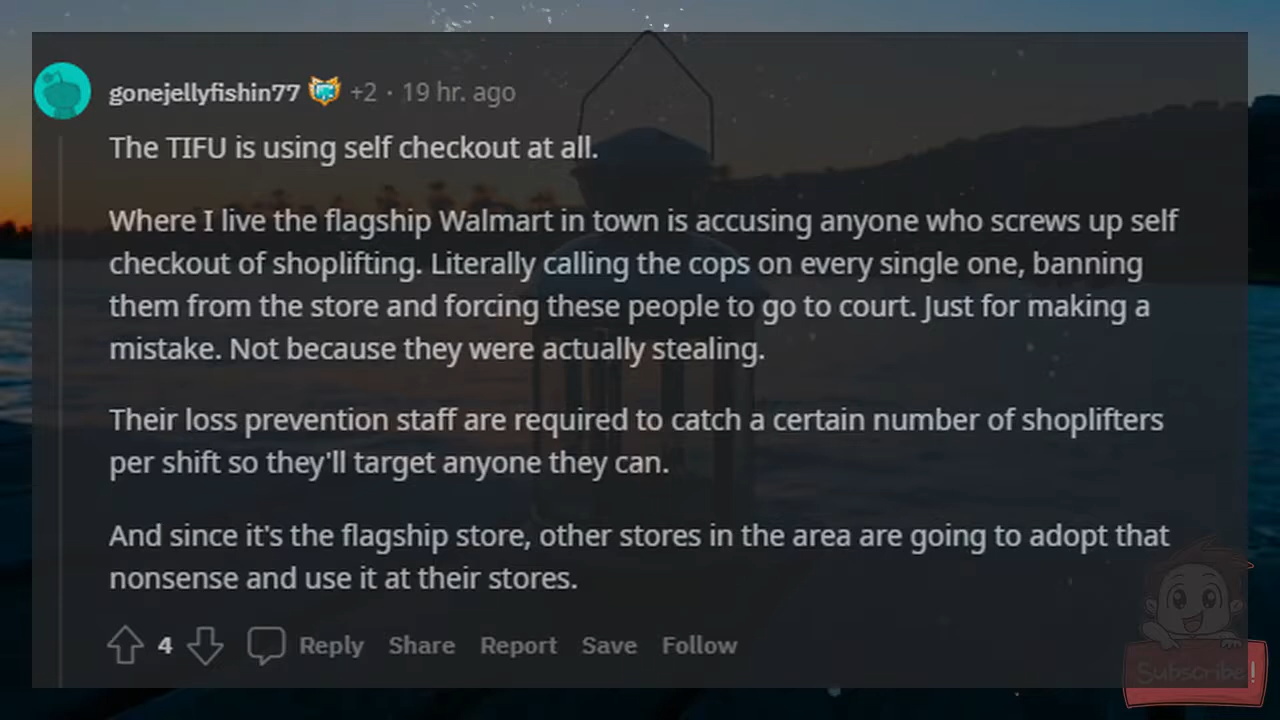 gonejellyfishin77 +2 · 19 hr. ago
The TIFU is using self checkout at all.
Where I live the flagship Walmart in town is accusing anyone who screws up self
checkout of shoplifting. Literally calling the cops on every single one, banning
them from the store and forcing these people to go to court. Just for making a
mistake. Not because they were actually stealing.
Their loss prevention staff are required to catch a certain number of shoplifters
per shift so they'll target anyone they can.
And since it's the flagship store, other stores in the area are going to adopt that
nonsense and use it at their stores.
4 Reply Share Report Save Follow
Subscribe!